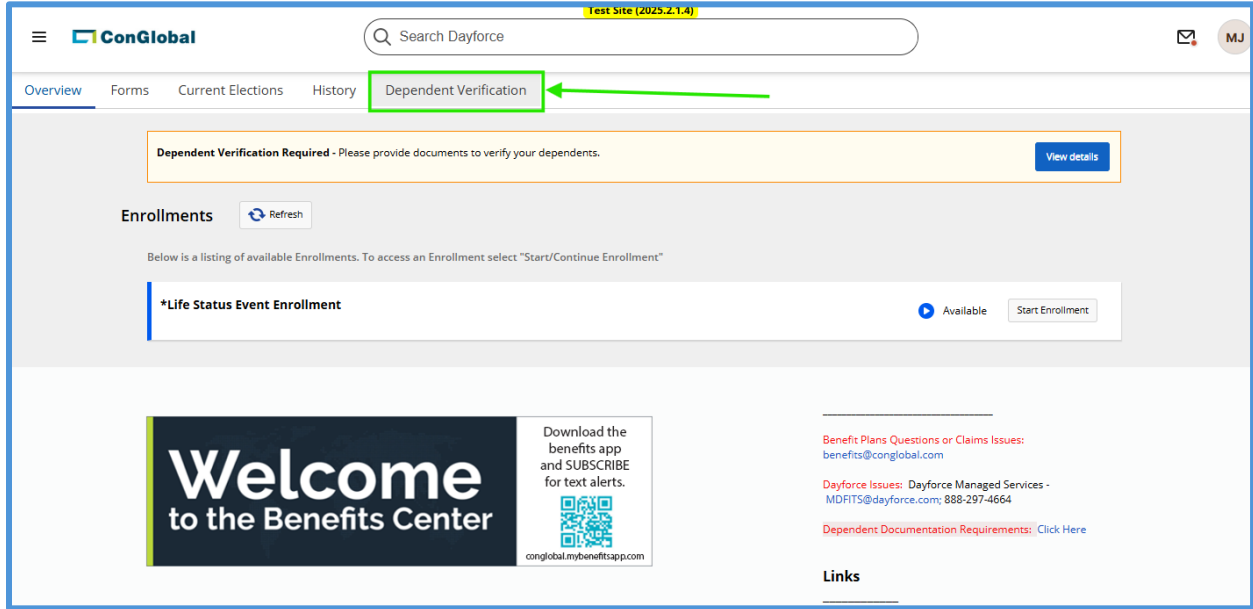 Test Site (2025.2.1.4)
ConGlobal
Search Dayforce
MJ
Overview Forms Current Elections History Dependent Verification
Dependent Verification Required - Please provide documents to verify your dependents.
View details
Enrollments
Refresh
Below is a listing of available Enrollments. To access an Enrollment select "Start/Continue Enrollment"
*Life Status Event Enrollment
Available
Start Enrollment
Welcome
to the Benefits Center
Download the
benefits app
and SUBSCRIBE
for text alerts.
conglobal.mybenefitsapp.com
Benefit Plans Questions or Claims Issues:
benefits@conglobal.com
Dayforce Issues: Dayforce Managed Services -
MDFITS@dayforce.com; 888-297-4664
Dependent Documentation Requirements: Click Here
Links